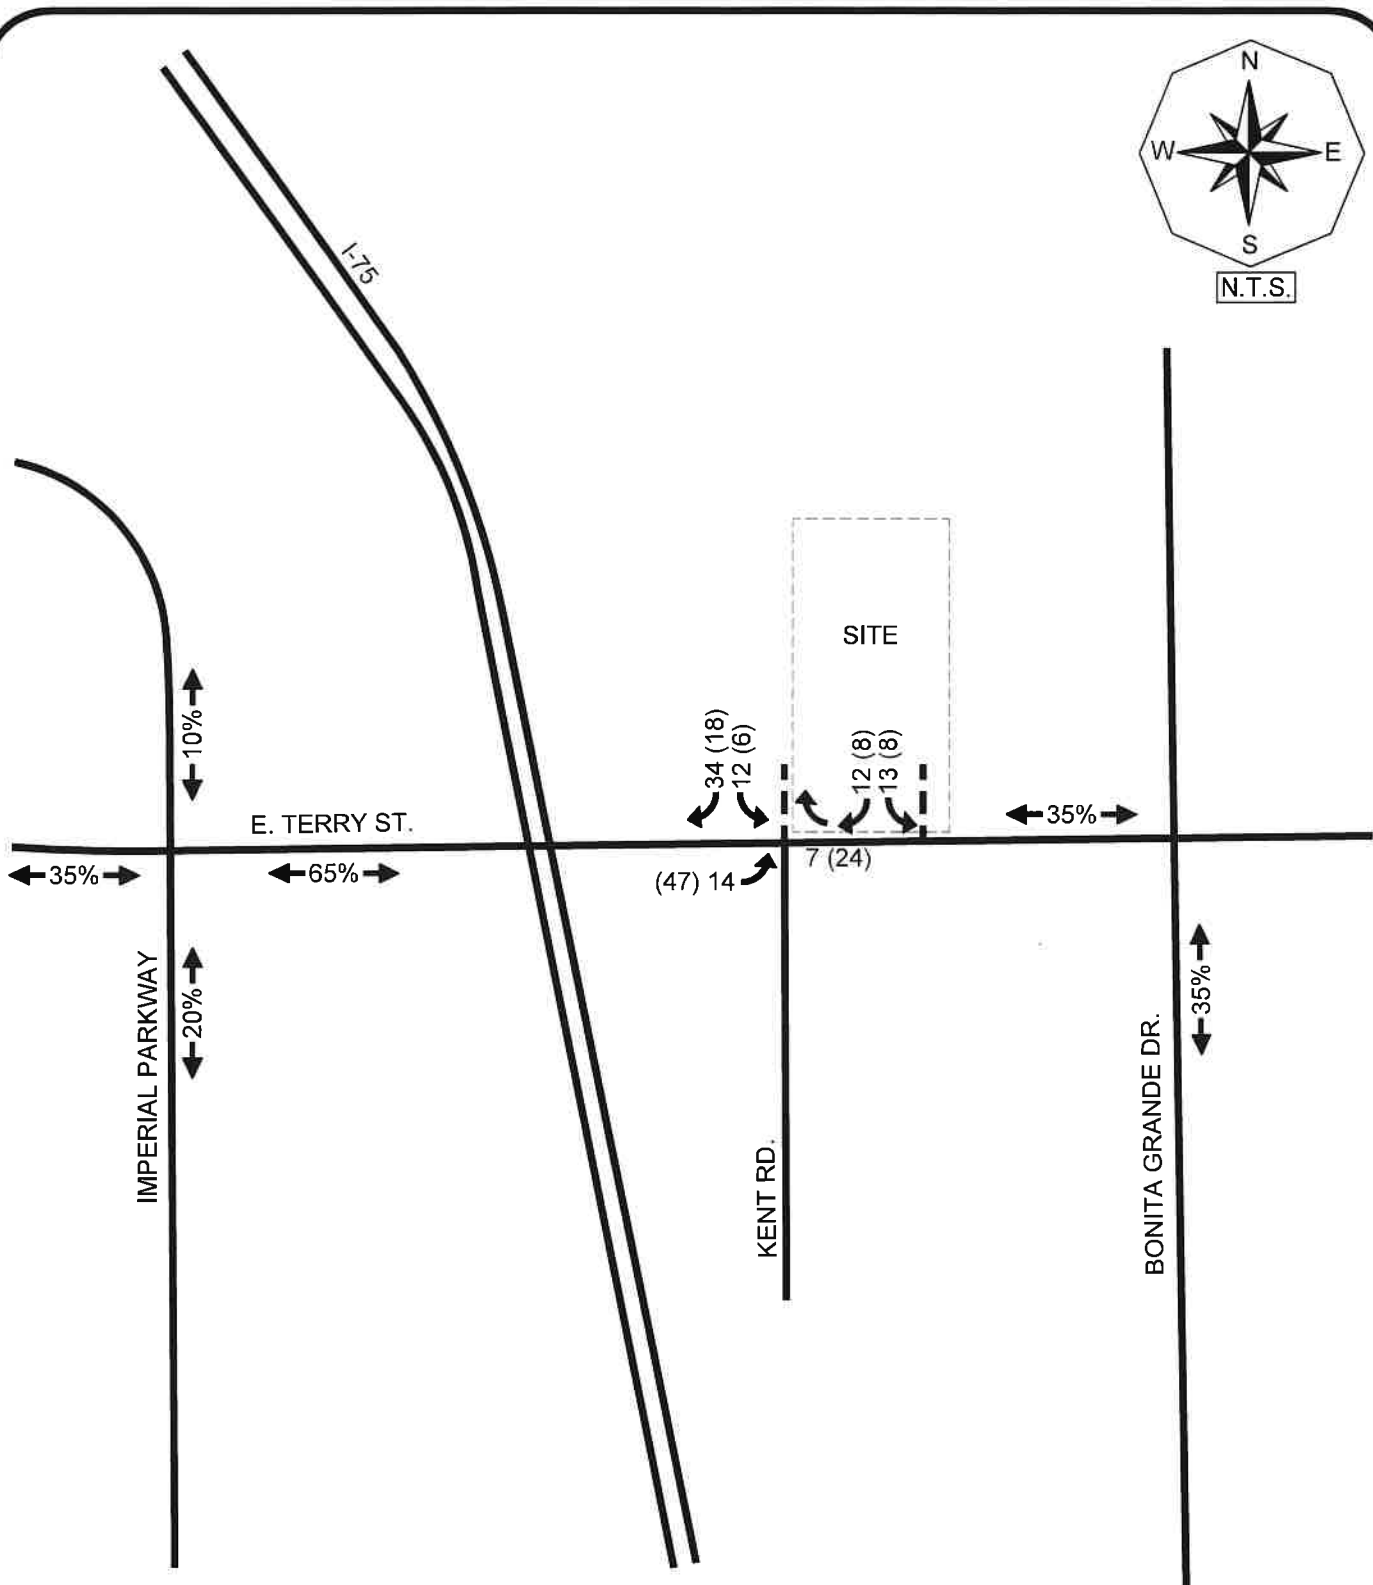 N
W
E
S
N.T.S.
I-75
SITE
10%
34 (18)
12 (6)
12 (8)
13 (8)
E. TERRY ST.
35%
35%
65%
(47) 14
7 (24)
IMPERIAL PARKWAY
20%
35%
KENT RD.
BONITA GRANDE DR.